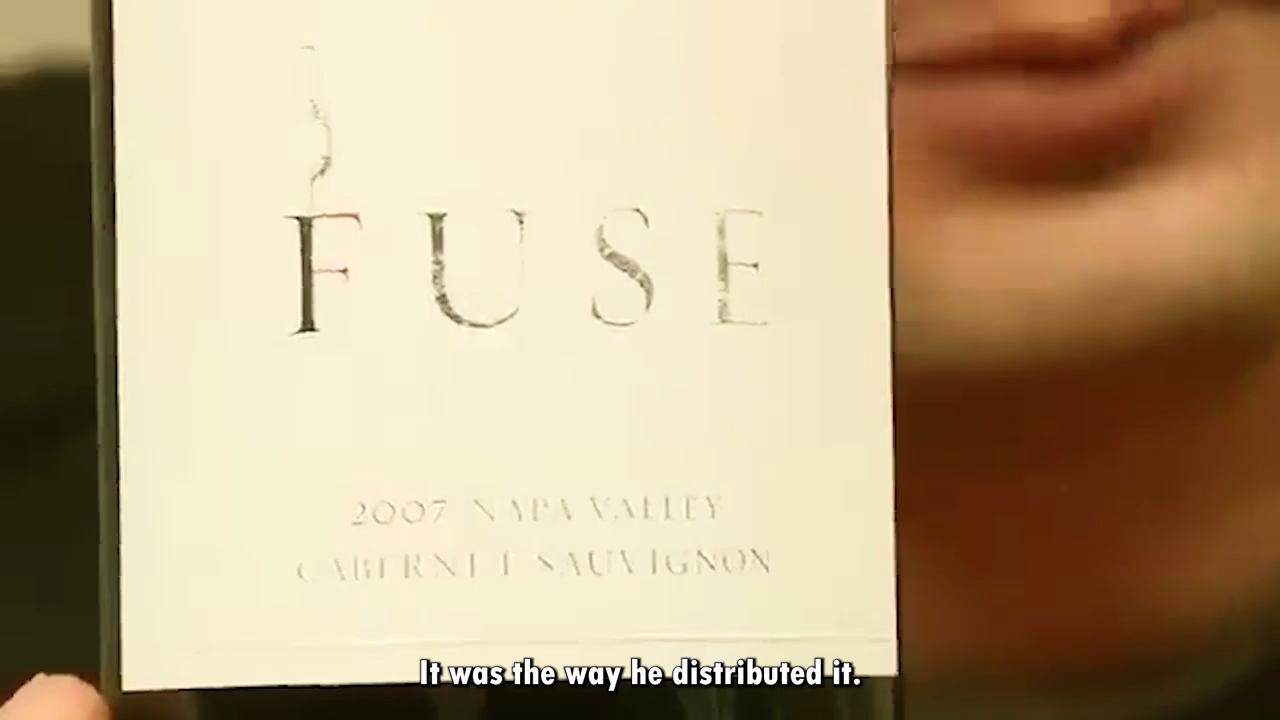 FUSE
2007 NAPA VALLEY
CABERNET SAUVIGNON
It was the way he distributed it.